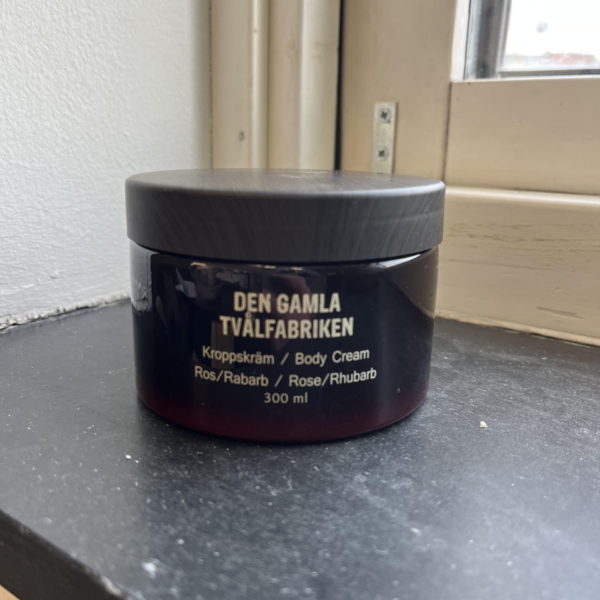 DEN GAMLA
TVÅLFABRIKEN
Kroppskräm / Body Cream
Ros/Rabarb / Rose/Rhubarb
300 ml